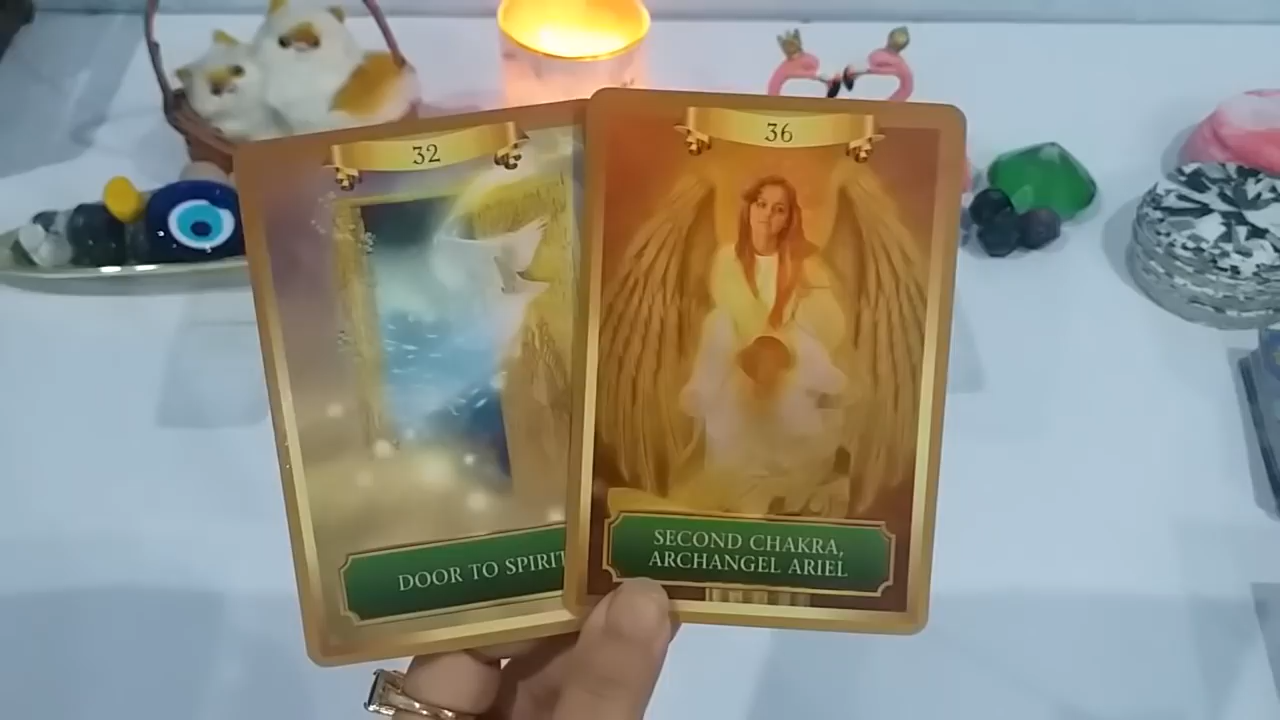 32
DOOR TO SPIRIT
36
SECOND CHAKRA,
ARCHANGEL ARIEL